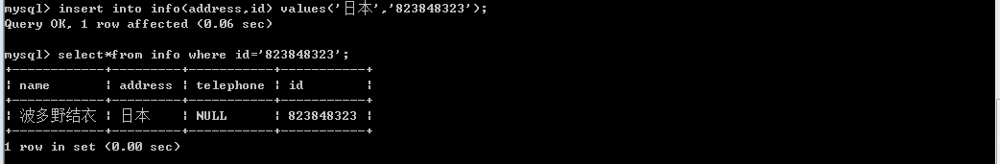 mysql> insert into info(address,id) values('日本','823848323');
Query OK, 1 row affected (0.06 sec)
mysql> select*from info where id='823848323';
+------------+---------+-----------+-----------+
| name       | address | telephone | id        |
+------------+---------+-----------+-----------+
| 波多野结衣 | 日本    | NULL      | 823848323 |
+------------+---------+-----------+-----------+
1 row in set (0.00 sec)